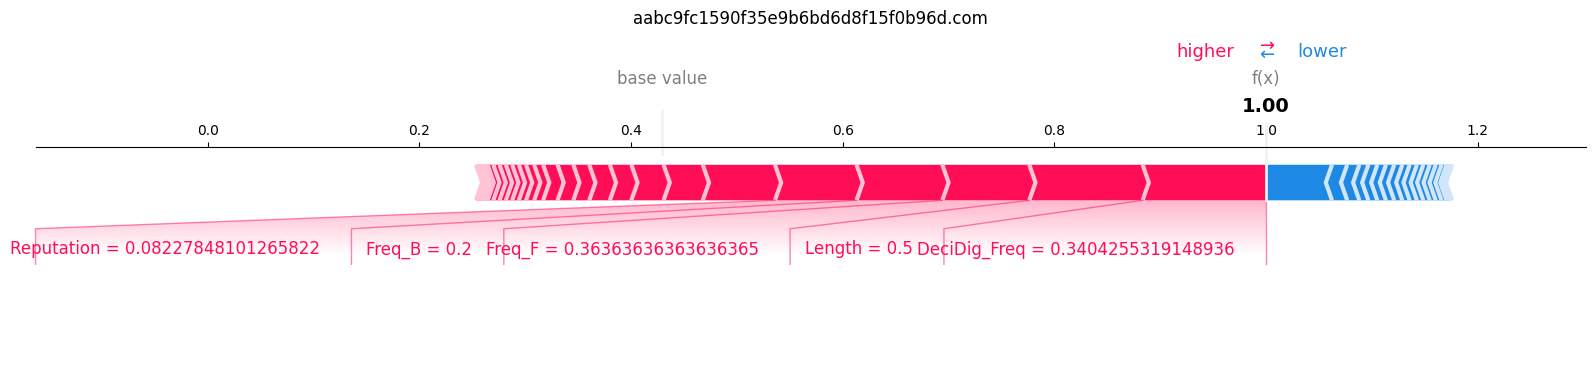 aabc9fc1590f35e9b6bd6d8f15f0b96d.com
higher ⇄ lower
base value f(x)
1.00
0.0 0.2 0.4 0.6 0.8 1 0 1.2
Reputation = 0.08227848101265822 Freq_B = 0.2 Freq_F = 0.36363636363636365 Length = 0.5 DeciDig_Freq = 0.3404255319148936